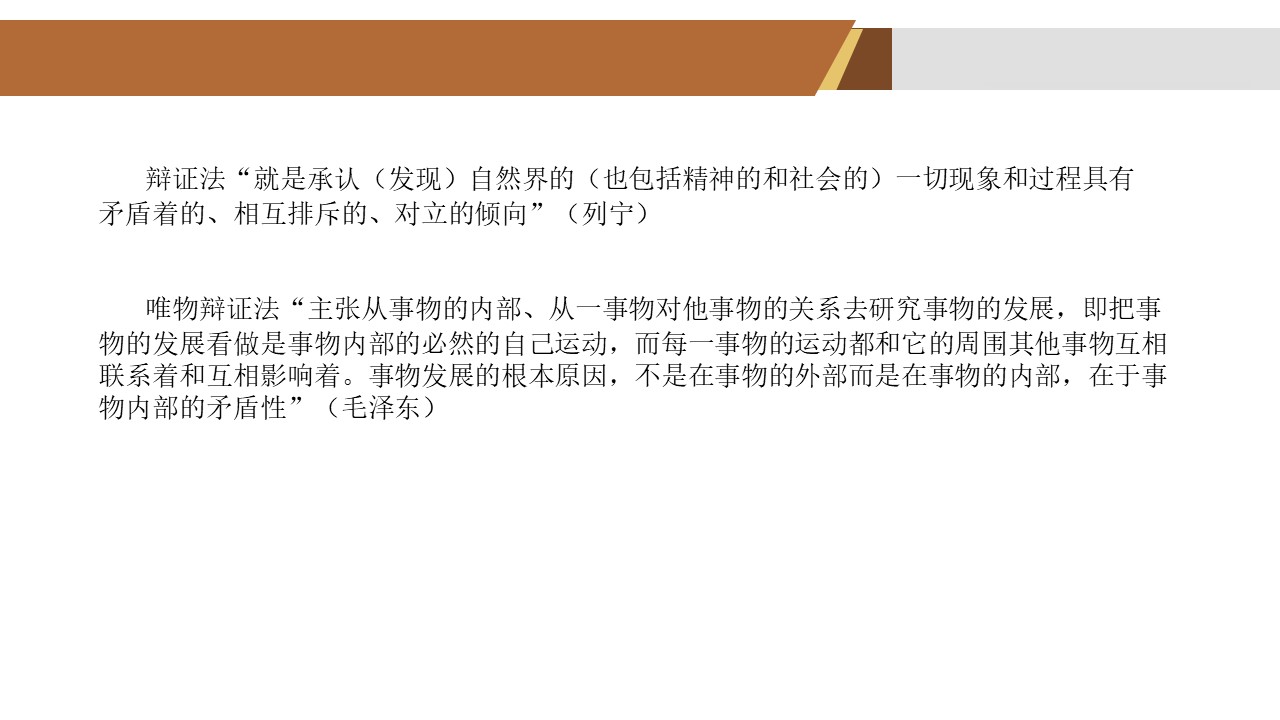 辩证法“就是承认（发现）自然界的（也包括精神的和社会的）一切现象和过程具有
矛盾着的、相互排斥的、对立的倾向”（列宁）
唯物辩证法“主张从事物的内部、从一事物对他事物的关系去研究事物的发展，即把事
物的发展看做是事物内部的必然的自己运动，而每一事物的运动都和它的周围其他事物互相
联系着和互相影响着。事物发展的根本原因，不是在事物的外部而是在事物的内部，在于事
物内部的矛盾性”（毛泽东）